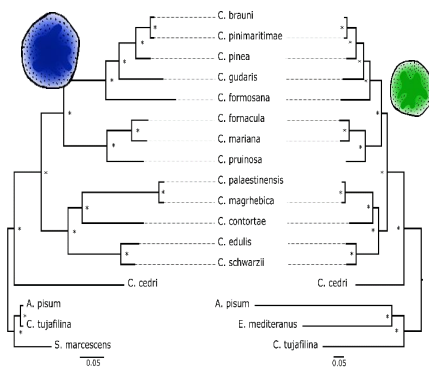 C. brauni
C. pinimaritimae
C. pinea
C. gudaris
C. formosana
C. fornacula
C. mariana
C. pruinosa
C. palaestinensis
C. maghrebica
C. contortae
C. edulis
C. schwarzii
C. cedri C. cedri
A. pisum A. pisum
C. tujafilina E. mediteranus
S. marcescens C. tujafilina
0.05 0.05